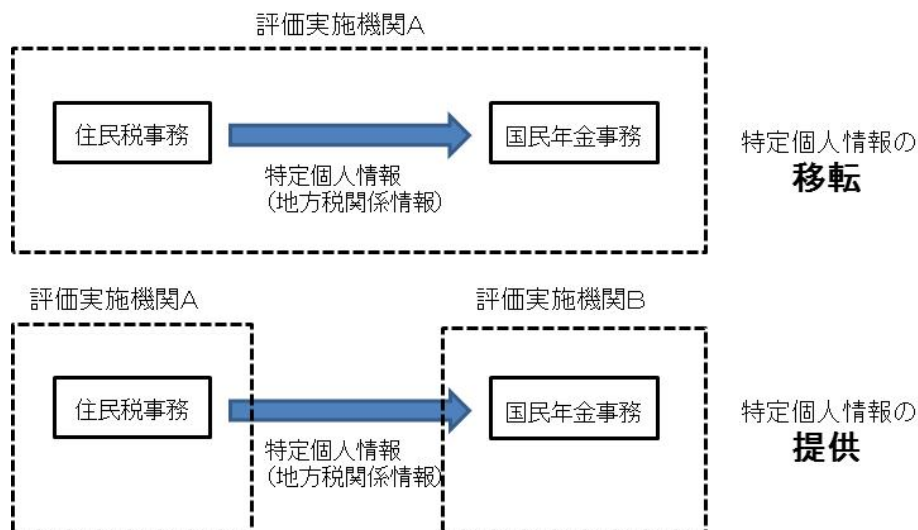 評価実施機関A
住民税事務
国民年金事務
特定個人情報
(地方税関係情報)
特定個人情報の
移転
評価実施機関A
評価実施機関B
住民税事務
国民年金事務
特定個人情報
(地方税関係情報)
特定個人情報の
提供